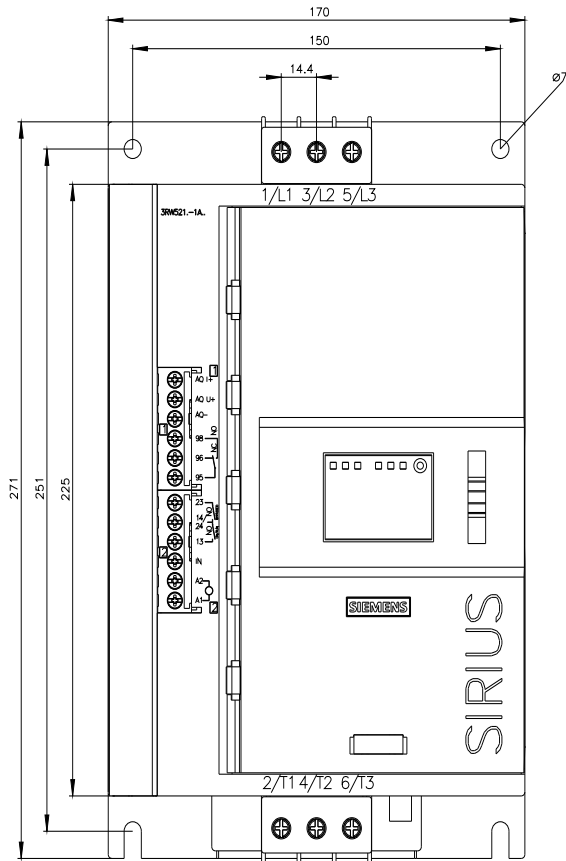 170
150
14.4
ø7
1/L1 3/L2 5/L3
3RW521.-1A..
271
251
225
AQ I+
AQ U+
AQ-
98
NO
96
NC
95
23
14
24
NO
NO
13
IN
A2
A1
SIEMENS
SIRIUS
2/T1 4/T2 6/T3